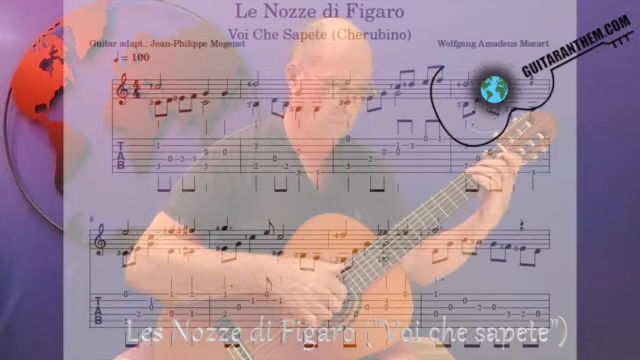 Le Nozze di Figaro
Voi Che Sapete (Cherubino)
Guitar adapt.: Jean-Philippe Mogenet
Wolfgang Amadeus Mozart
♩ = 100
GUITARANTHEM.COM
TAB
Les Nozze di Figaro ("Voi che sapete")